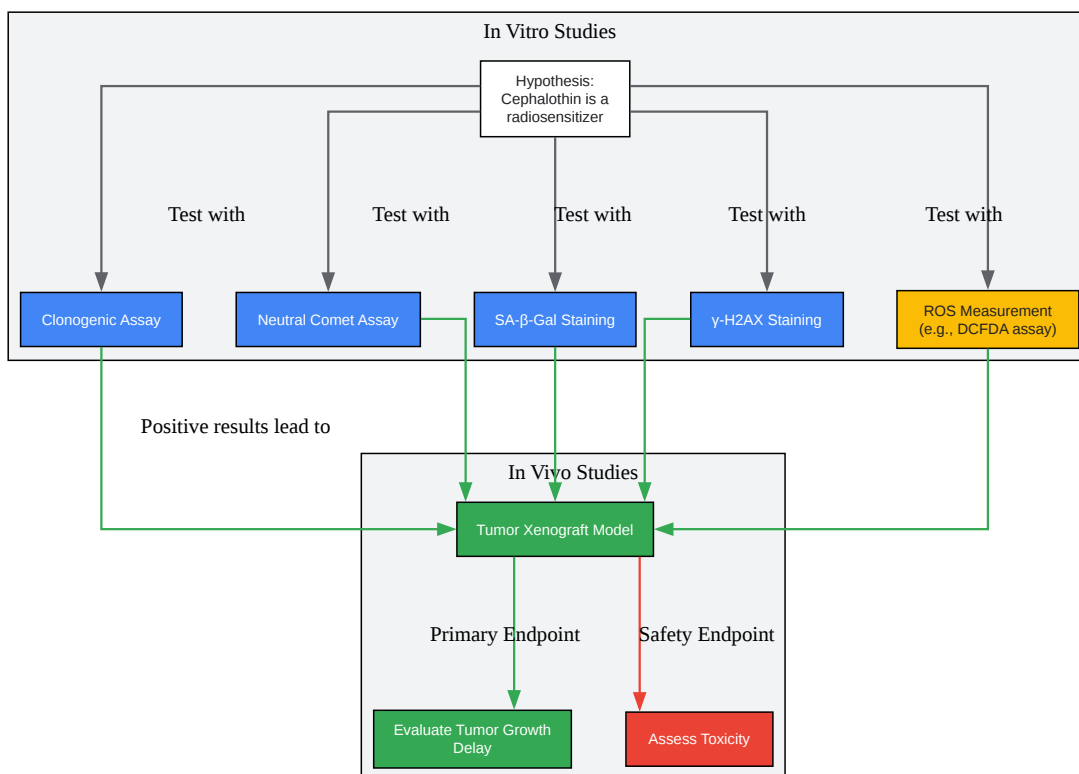 In Vitro Studies
Hypothesis:
Cephalothin is a
radiosensitizer
Test with
Test with
Test with
Test with
Test with
Clonogenic Assay
Neutral Comet Assay
SA-β-Gal Staining
γ-H2AX Staining
ROS Measurement
(e.g., DCFDA assay)
Positive results lead to
In Vivo Studies
Tumor Xenograft Model
Primary Endpoint
Safety Endpoint
Evaluate Tumor Growth
Delay
Assess Toxicity